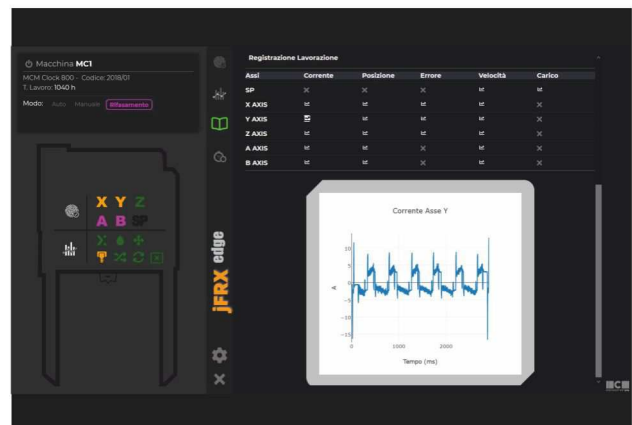 Macchina MC1
MCM Clock 800 - Codice: 2018/01
T. Lavoro: 1040 h
Modo: Auto Manuale Rifasamento
X Y Z
A B SP
jFRX edge
Registrazione Lavorazione
Assi Corrente Posizione Errore Velocità Carico
SP
X AXIS
Y AXIS
Z AXIS
A AXIS
B AXIS
Corrente Asse Y
10
5
0
−5
−10
−15
A
0 1000 2000
Tempo (ms)
MCM